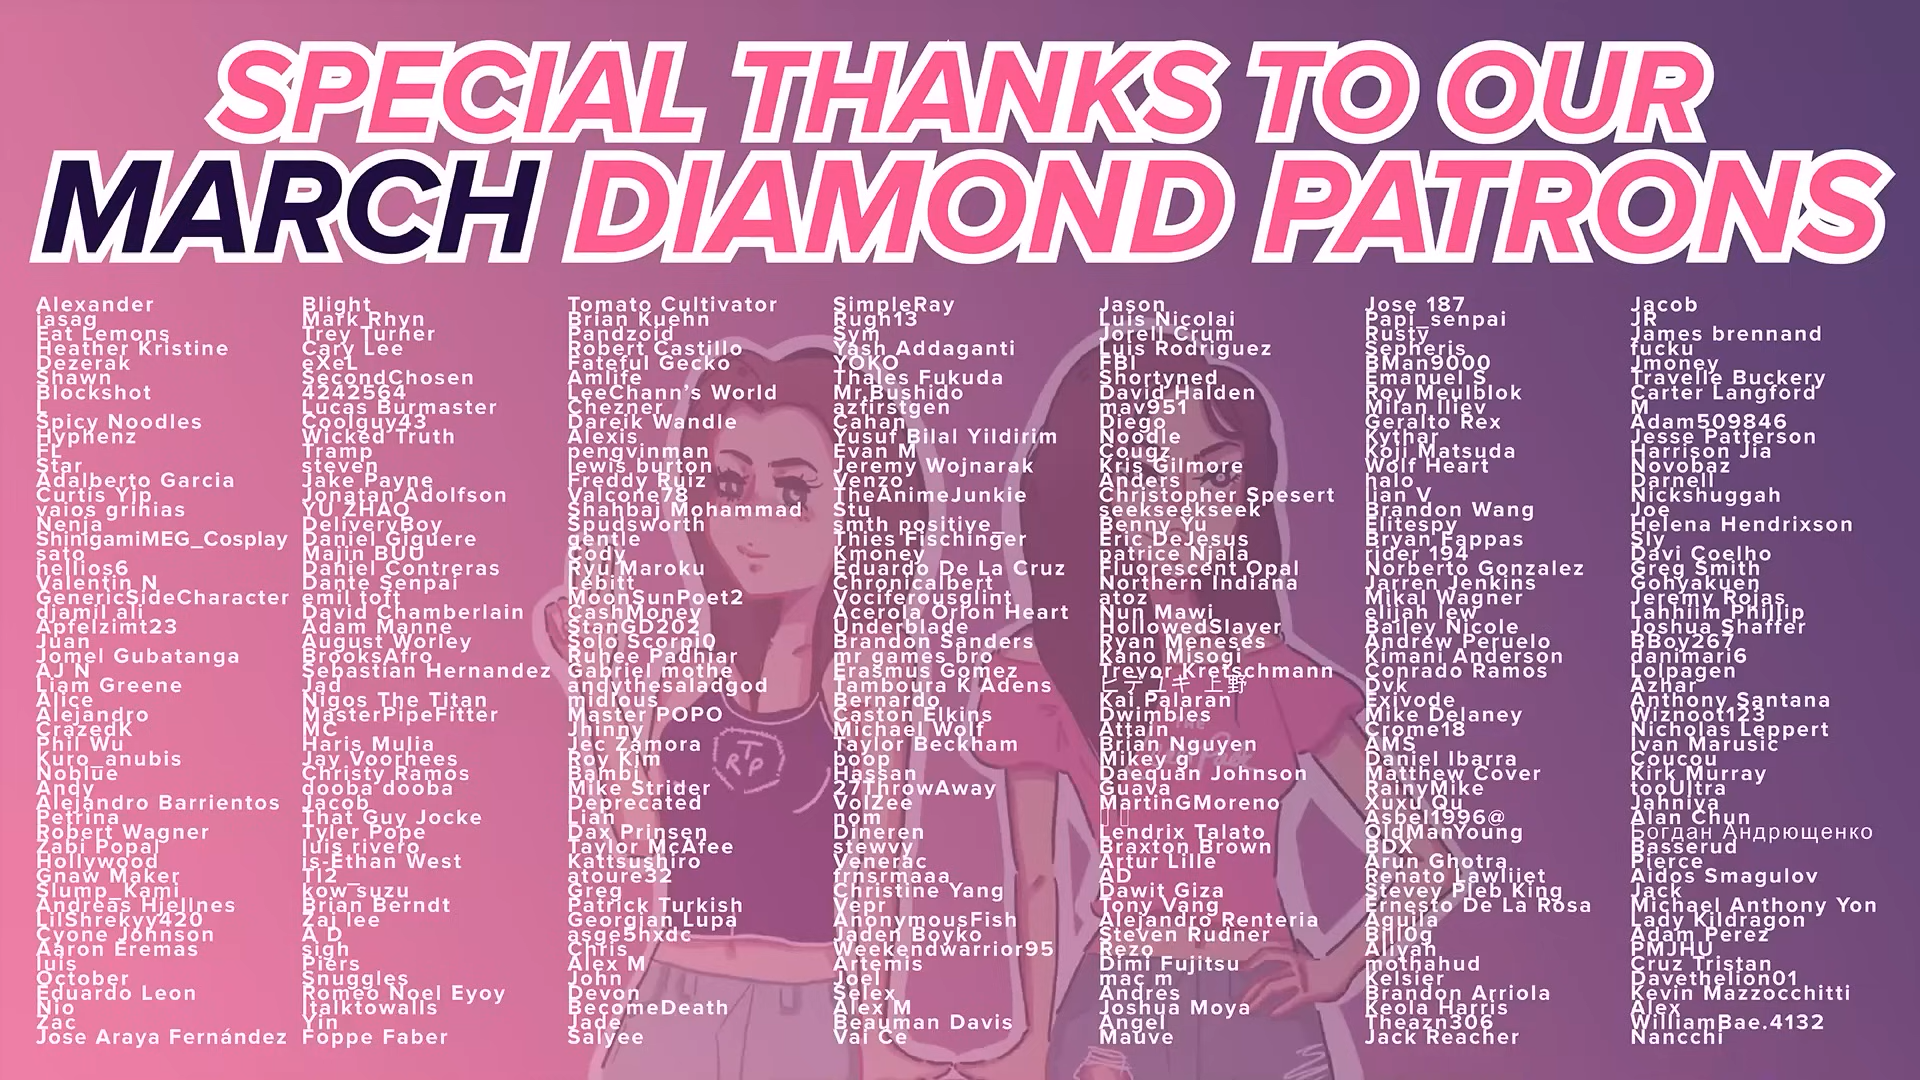 SPECIAL THANKS TO OUR
MARCH DIAMOND PATRONS
Alexander
jasag
Eat Lemons
Heather Kristine
Dezerak
Shawn
Blockshot
L
Spicy Noodles
Hyphenz
FL
Star
Adalberto Garcia
Curtis Yip
vaios grihias
Nenja
ShinigamiMEG_Cosplay
sato
hellios6
Valentin N
GenericSideCharacter
djamil ali
Apfelzimt23
Juan
Jomel Gubatanga
AJ N
Liam Greene
Alice
Alejandro
CrazedK
Phil Wu
Kuro_anubis
Noblue
Andy
Alejandro Barrientos
Petrina
Robert Wagner
Zabi Popal
Hollywood
Gnaw Maker
Slump_Kami
Andreas Hjellnes
LilShrekyy420
Cyone Johnson
Aaron Eremas
luis
October
Eduardo Leon
Nio
Zac
Jose Araya Fernández
Blight
Mark Rhyn
Trey Turner
Cary Lee
eXeL
SecondChosen
4242564
Lucas Burmaster
Coolguy43
Wicked Truth
Tramp
steven
Jake Payne
Jonatan Adolfson
YU ZHAO
DeliveryBoy
Daniel Giguere
Majin BUU
Daniel Contreras
Dante Senpai
emil toft
David Chamberlain
Adam Manne
August Worley
BrooksAfro
Sebastian Hernandez
Jad
Nigos The Titan
MasterPipeFitter
MC
Haris Mulia
Jay Voorhees
Christy Ramos
dooba dooba
Jacob
That Guy Jocke
Tyler Pope
luis rivero
is-Ethan West
TI2_
kow suzu
Brian Berndt
Zai lee
A D
sigh
Piers
Snuggles
Romeo Noel Eyoy
Italktowalls
Yin
Foppe Faber
Tomato Cultivator
Brian Kuehn
Pandzoid
Robert Castillo
Fateful Gecko
Amlife
LeeChann's World
Chezner
Dareik Wandle
Alexis
pengvinman
lewis burton
Freddy Ruiz
Valcone78
Shahbaj Mohammad
Spudsworth
gentle
Cody
Ryu Maroku
Lebitt
MoonSunPoet2
CashMoney
StanGD202
Solo Scorpi0
Ruhee Padhiar
Gabriel mothe
andythesaladgod
midlous
Master POPO
Jhinny
Jec Zamora
Roy Kim
Bambi
Mike Strider
Deprecated
Lian
Dax Prinsen
Taylor McAfee
Kattsushiro
atoure32
Greg
Patrick Turkish
Georgian Lupa
asge5hxdc
Chris
Alex M
John
Devon
BecomeDeath
Jade
Salyee
SimpleRay
Rugh13
Sym
Yash Addaganti
YOKO
Thales Fukuda
Mr.Bushido
azfirstgen
Cahan
Yusuf Bilal Yildirim
Evan M
Jeremy Wojnarak
Venzo
TheAnimeJunkie
Stu
smth positive_
Thies Fischinger
Kmoney
Eduardo De La Cruz
Chronicalbert
Vociferousglint
Acerola Orion Heart
Underblade
Brandon Sanders
mr games_bro
Erasmus Gomez
Tamboura K Adens
Bernardo
Caston Elkins
Michael Wolf
Taylor Beckham
boop
Hassan
27ThrowAway
VolZee
nom
Dineren
stewvy
Venerac
frnsrmaaa
Christine Yang
Vepr
AnonymousFish
Jaden Boyko
Weekendwarrior95
Artemis
Joel
Selex
Alex M
Beauman Davis
Vai Ce
Jason
Luis Nicolai
Jorell Crum
Luis Rodriguez
FBI
Shortyned
David Halden
mav951
Diego
Noodle
Cougz
Kris Gilmore
Anders
Christopher Spesert
seekseekseek
Benny Yu
Eric DeJesus
patrice Njala
Fluorescent Opal
Northern Indiana
atoz
Nun Mawi
HollowedSlayer
Ryan Meneses
Kano Misogi
Trevor Kretschmann
ヒデユキ 上野
Kai Palaran
Dwimbles
Attain
Brian Nguyen
Mikey g
Daequan Johnson
Guava
MartinGMoreno
Lendrix Talato
Braxton Brown
Artur Lille
AD
Dawit Giza
Tony Vang
Alejandro Renteria
Steven Rudner
Rezo
Dimi Fujitsu
mac m
Andres
Joshua Moya
Angel
Mauve
Jose 187
Papi_senpai
Rusty
Sepheris
BMan9000
Emanuel S
Roy Meulblok
Milan Iliev
Geralto Rex
Kythar
Koji Matsuda
Wolf Heart
halo
Jian V
Brandon Wang
Elitespy
Bryan Fappas
rider 194
Norberto Gonzalez
Jarren Jenkins
Mikal Wagner
elijah lew
Bailey Nicole
Andrew Peruelo
Kimani Anderson
Conrado Ramos
Dvk
Exivode
Mike Delaney
Crome18
AMS
Daniel Ibarra
Matthew Cover
RainyMike
Xuxu Qu
Asbel1996@
OldManYoung
BDX
Arun Ghotra
Renato Lawlijet
Stevey Pleb King
Ernesto De La Rosa
Aquila
Bill0g
Aliyah
mothahud
Kelsier
Brandon Arriola
Keola Harris
Theazn306
Jack Reacher
Jacob
JR
James brennand
fucku
Jmoney
Travelle Buckery
Carter Langford
M
Adam509846
Jesse Patterson
Harrison Jia
Novobaz
Darnell
Nickshuggah
Joe
Helena Hendrixson
Sly
Davi Coelho
Greg Smith
Gohyakuen
Jeremy Rojas
Lanhiim Phillip
Joshua Shaffer
BBoy267
danimari6
Lolpagen
Azhar
Anthony Santana
Wiznoot123
Nicholas Leppert
Ivan Marusic
Coucou
Kirk Murray
tooUltra
Jahniya
Alan Chun
Богдан Андрющенко
Basserud
Pierce
Aidos Smagulov
Jack
Michael Anthony Yon
Lady Kildragon
Adam Perez
PMJHU
Cruz Tristan
Davethelion01
Kevin Mazzocchitti
Alex
WilliamBae.4132
Nancchi
TRP